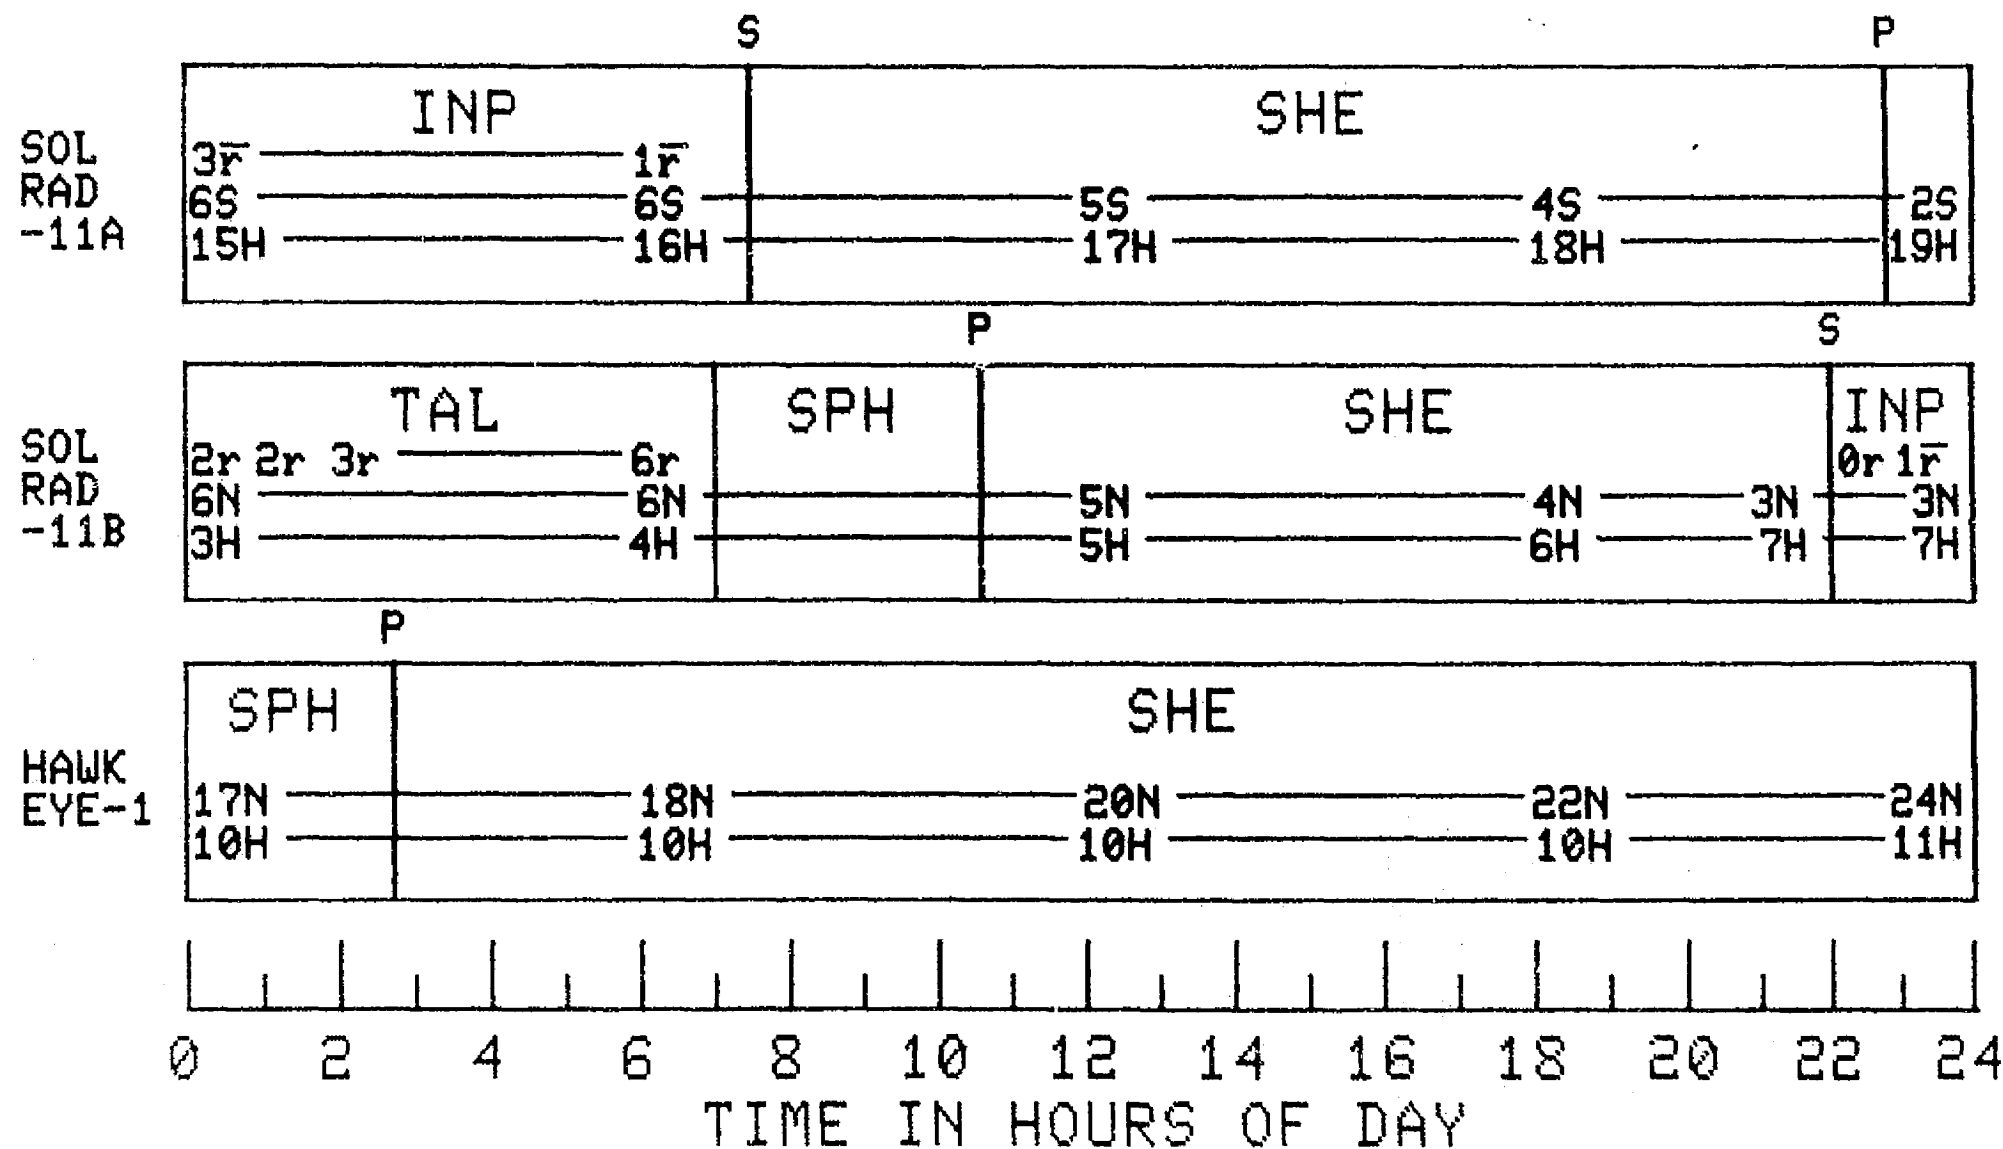 S P
INP SHE
SOL RAD -11A
3r̅ 1r̅
6S 6S 5S 4S 2S
15H 16H 17H 18H 19H
P S
TAL SPH SHE INP
SOL RAD -11B
2r 2r 3r 6r 0r 1r̅
6N 6N 5N 4N 3N 3N
3H 4H 5H 6H 7H 7H
P
SPH SHE
HAWK EYE-1
17N 18N 20N 22N 24N
10H 10H 10H 10H 11H
0 2 4 6 8 10 12 14 16 18 20 22 24
TIME IN HOURS OF DAY